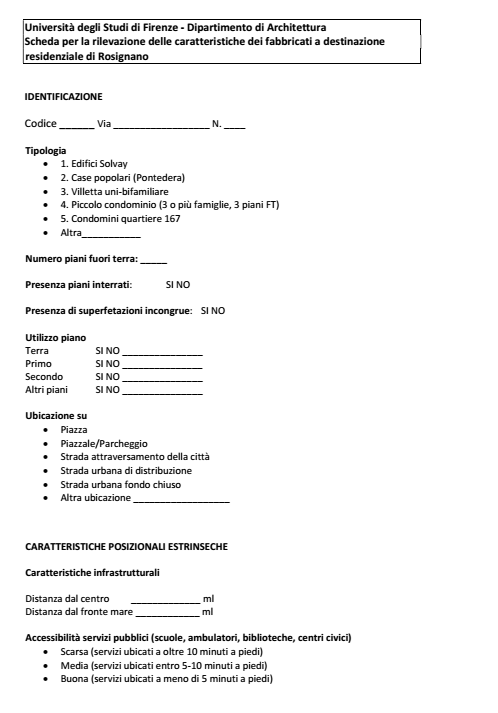 Università degli Studi di Firenze - Dipartimento di Architettura
Scheda per la rilevazione delle caratteristiche dei fabbricati a destinazione
residenziale di Rosignano
IDENTIFICAZIONE
Codice ______ Via __________________ N. ____
Tipologia
• 1. Edifici Solvay
• 2. Case popolari (Pontedera)
• 3. Villetta uni-bifamiliare
• 4. Piccolo condominio (3 o più famiglie, 3 piani FT)
• 5. Condomini quartiere 167
• Altra___________
Numero piani fuori terra: _____
Presenza piani interrati: SI NO
Presenza di superfetazioni incongrue: SI NO
Utilizzo piano
Terra SI NO _______________
Primo SI NO _______________
Secondo SI NO _______________
Altri piani SI NO _______________
Ubicazione su
• Piazza
• Piazzale/Parcheggio
• Strada attraversamento della città
• Strada urbana di distribuzione
• Strada urbana fondo chiuso
• Altra ubicazione __________________
CARATTERISTICHE POSIZIONALI ESTRINSECHE
Caratteristiche infrastrutturali
Distanza dal centro _____________ ml
Distanza dal fronte mare ____________ ml
Accessibilità servizi pubblici (scuole, ambulatori, biblioteche, centri civici)
• Scarsa (servizi ubicati a oltre 10 minuti a piedi)
• Media (servizi ubicati entro 5-10 minuti a piedi)
• Buona (servizi ubicati a meno di 5 minuti a piedi)